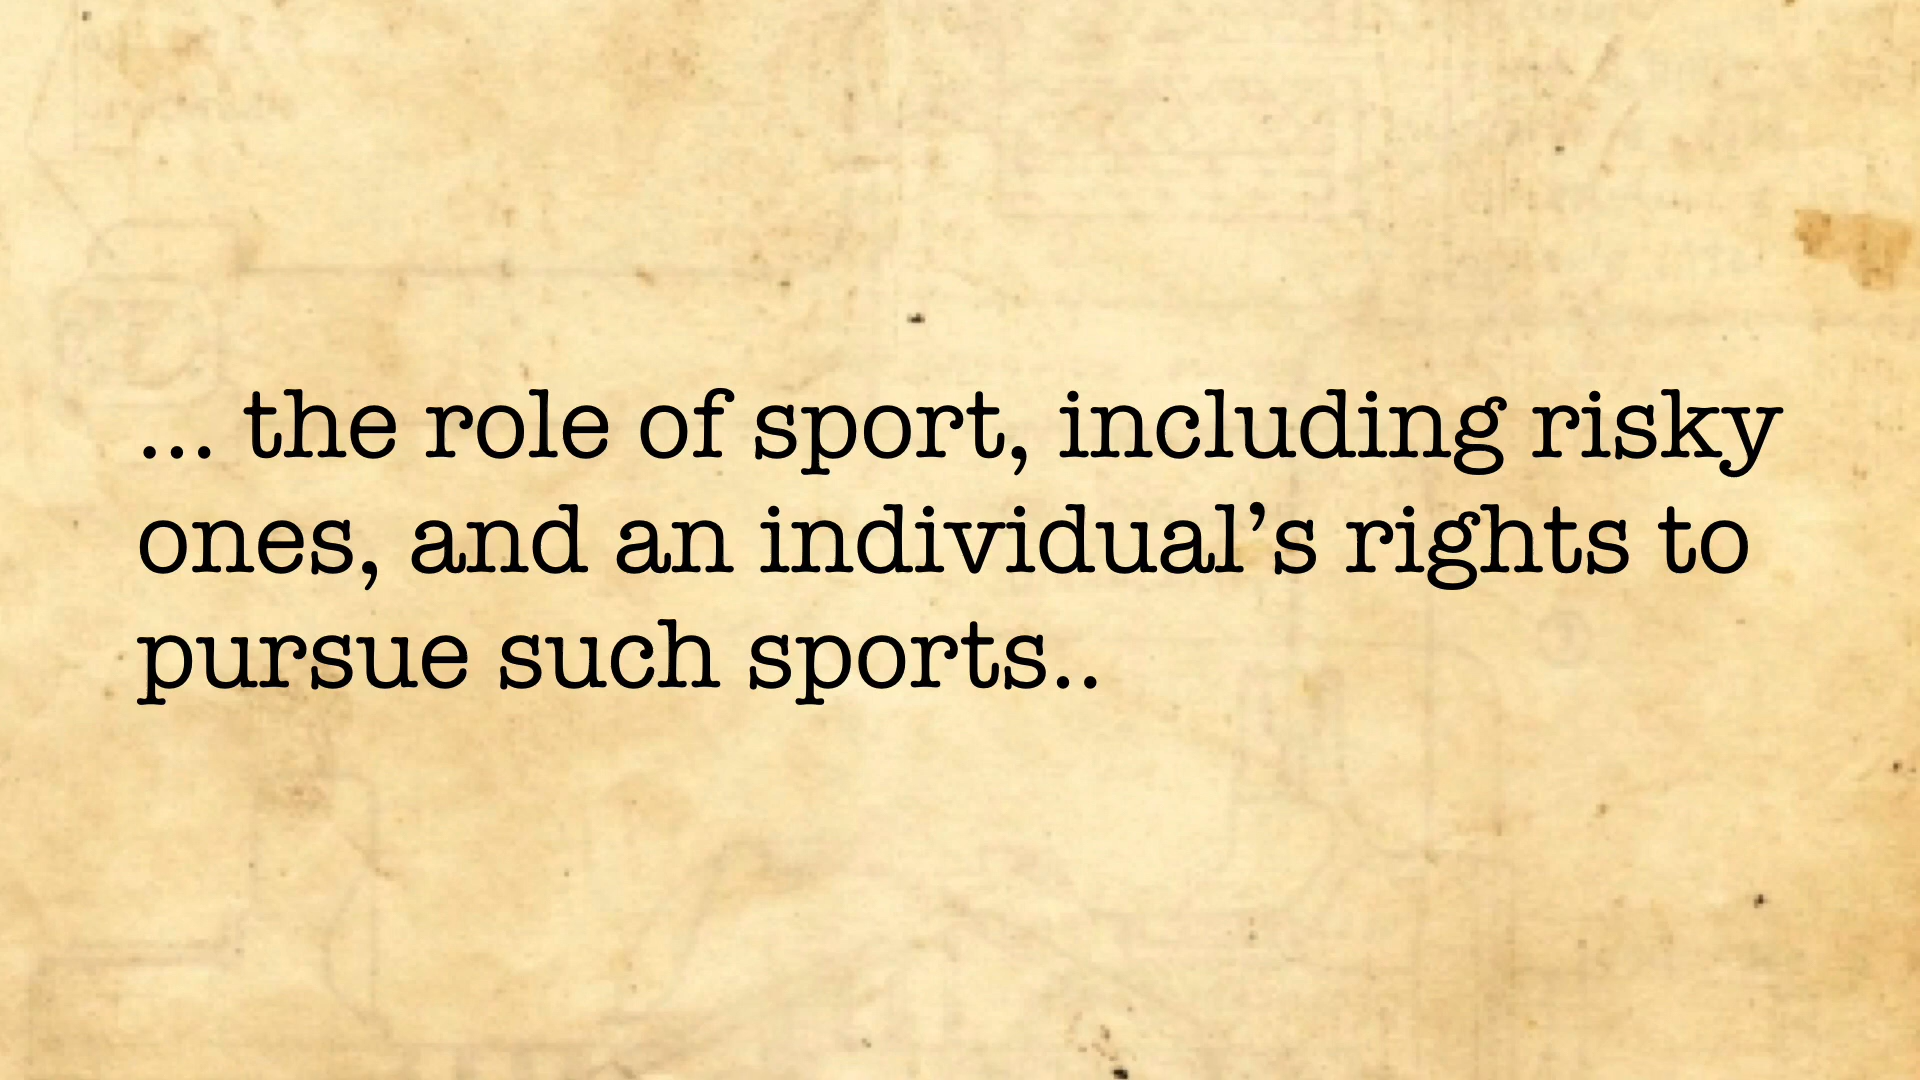 ... the role of sport, including risky
ones, and an individual’s rights to
pursue such sports..